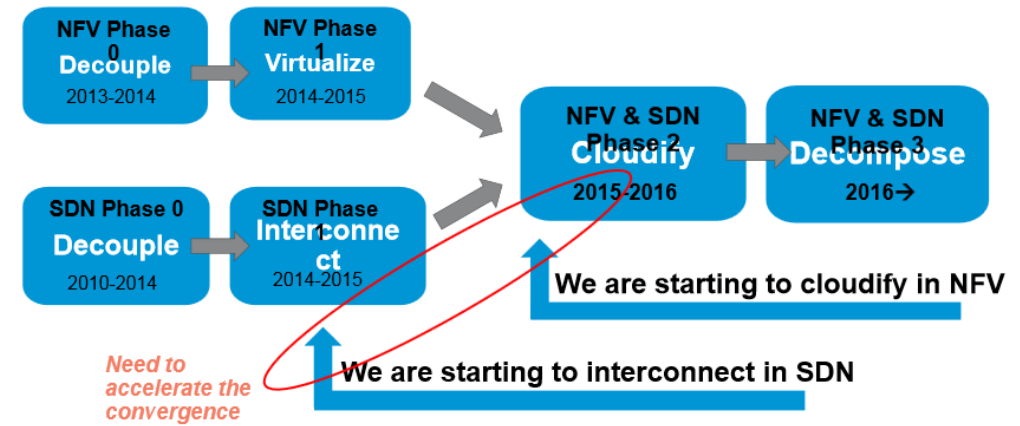 NFV Phase
0
Decouple
2013-2014
NFV Phase
1
Virtualize
2014-2015
NFV & SDN
Phase 2
Cloudify
2015-2016
NFV & SDN
Phase 3
Decompose
2016→
SDN Phase 0
Decouple
2010-2014
SDN Phase
1
Interconne
ct
2014-2015
We are starting to cloudify in NFV
We are starting to interconnect in SDN
Need to
accelerate the
convergence